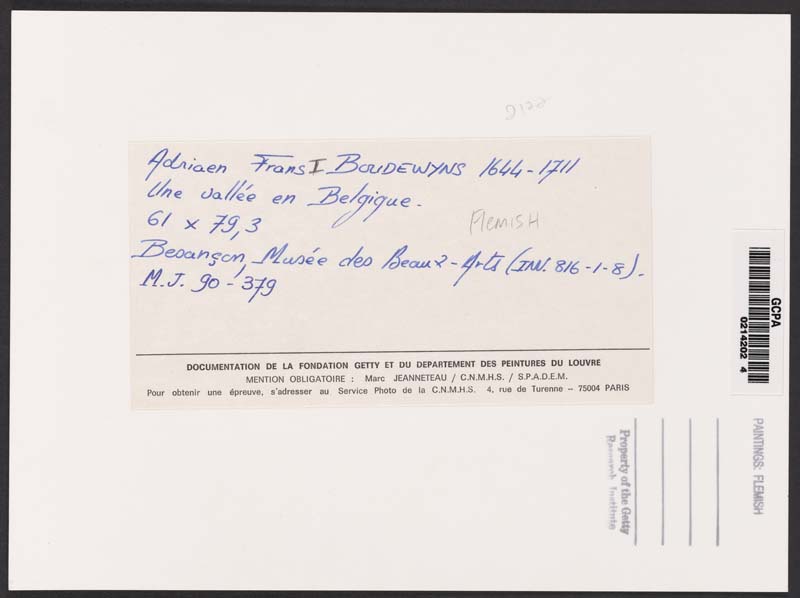 Adriaen Frans I BOUDEWYNS 1644-1711
Une vallée en Belgique.
61 x 79,3
Flemish
Besançon, Musée des Beaux-Arts (INV. 816-1-8).
M.J. 90-379
DOCUMENTATION DE LA FONDATION GETTY ET DU DEPARTEMENT DES PEINTURES DU LOUVRE
MENTION OBLIGATOIRE : Marc JEANNETEAU / C.N.M.H.S. / S.P.A.D.E.M.
Pour obtenir une épreuve, s'adresser au Service Photo de la C.N.M.H.S. 4, rue de Turenne – 75004 PARIS
GCPA
0214202 4
Property of the Getty
Research Institute
PAINTINGS: FLEMISH